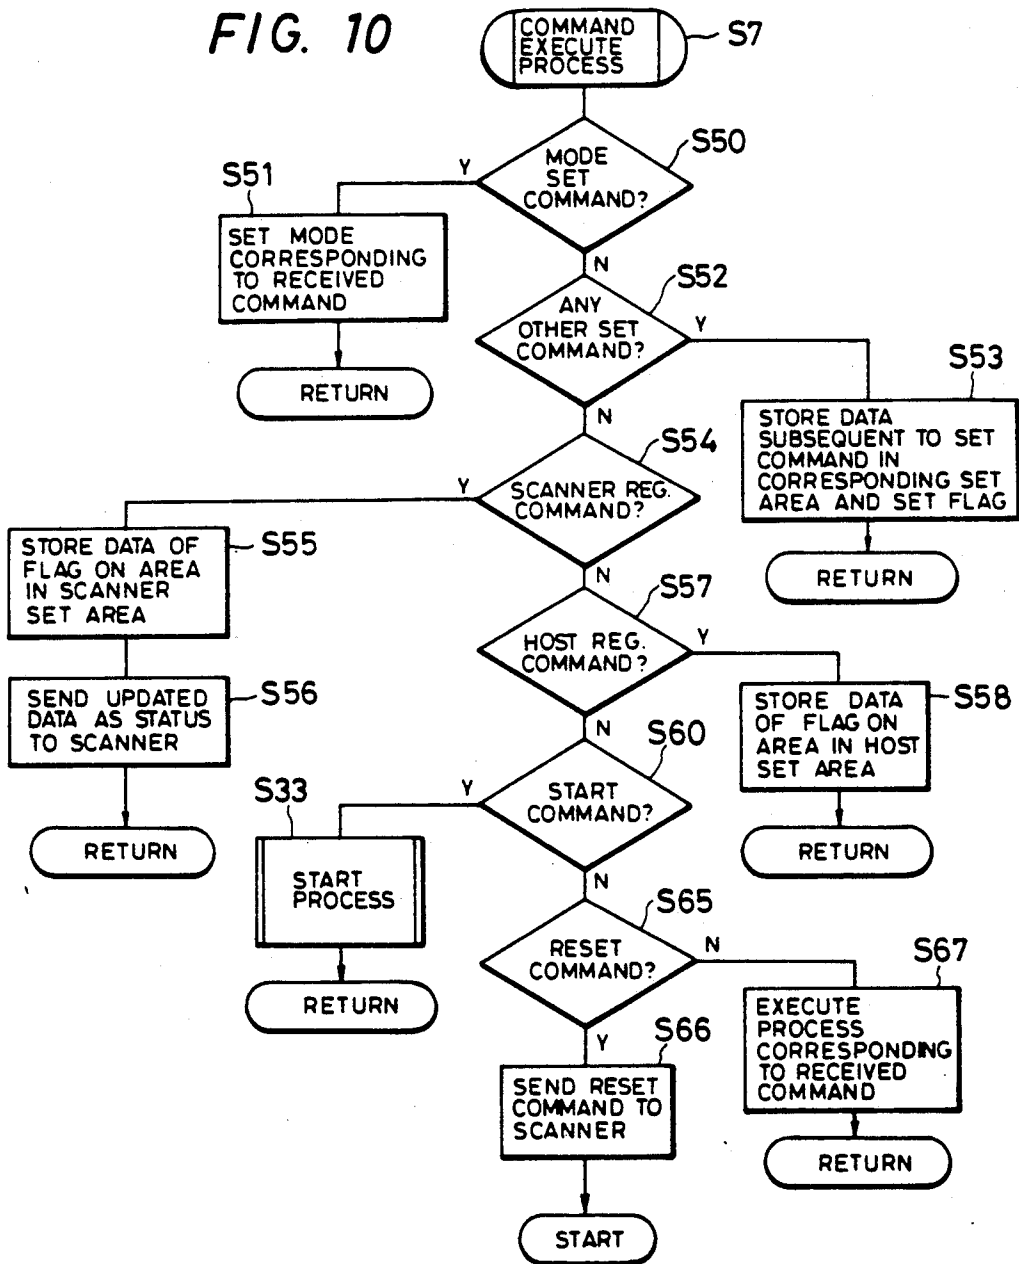 FIG. 10
COMMAND
EXECUTE
PROCESS
S7
MODE
SET
COMMAND?
S50
Y
N
S51
SET MODE
CORRESPONDING
TO RECEIVED
COMMAND
RETURN
ANY
OTHER SET
COMMAND?
S52
Y
N
S53
STORE DATA
SUBSEQUENT TO SET
COMMAND IN
CORRESPONDING SET
AREA AND SET FLAG
RETURN
SCANNER REG.
COMMAND?
S54
Y
N
S55
STORE DATA OF
FLAG ON AREA
IN SCANNER
SET AREA
S56
SEND UPDATED
DATA AS STATUS
TO SCANNER
RETURN
HOST REG.
COMMAND?
S57
Y
N
S58
STORE DATA
OF FLAG ON
AREA IN HOST
SET AREA
RETURN
START
COMMAND?
S60
Y
N
S33
START
PROCESS
RETURN
RESET
COMMAND?
S65
N
Y
S67
EXECUTE
PROCESS
CORRESPONDING
TO RECEIVED
COMMAND
RETURN
S66
SEND RESET
COMMAND TO
SCANNER
START